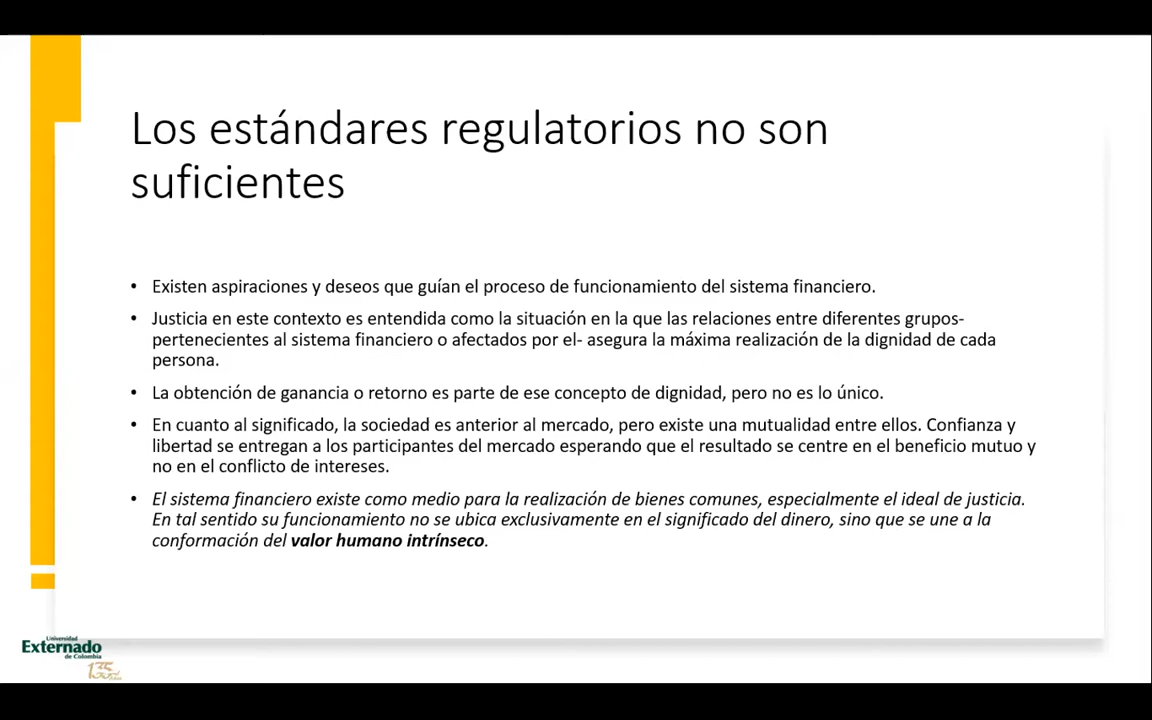 Los estándares regulatorios no son
suficientes
• Existen aspiraciones y deseos que guían el proceso de funcionamiento del sistema financiero.
• Justicia en este contexto es entendida como la situación en la que las relaciones entre diferentes grupos-
pertenecientes al sistema financiero o afectados por el- asegura la máxima realización de la dignidad de cada
persona.
• La obtención de ganancia o retorno es parte de ese concepto de dignidad, pero no es lo único.
• En cuanto al significado, la sociedad es anterior al mercado, pero existe una mutualidad entre ellos. Confianza y
libertad se entregan a los participantes del mercado esperando que el resultado se centre en el beneficio mutuo y
no en el conflicto de intereses.
• El sistema financiero existe como medio para la realización de bienes comunes, especialmente el ideal de justicia.
En tal sentido su funcionamiento no se ubica exclusivamente en el significado del dinero, sino que se une a la
conformación del valor humano intrínseco.
Universidad
Externado
de Colombia
135